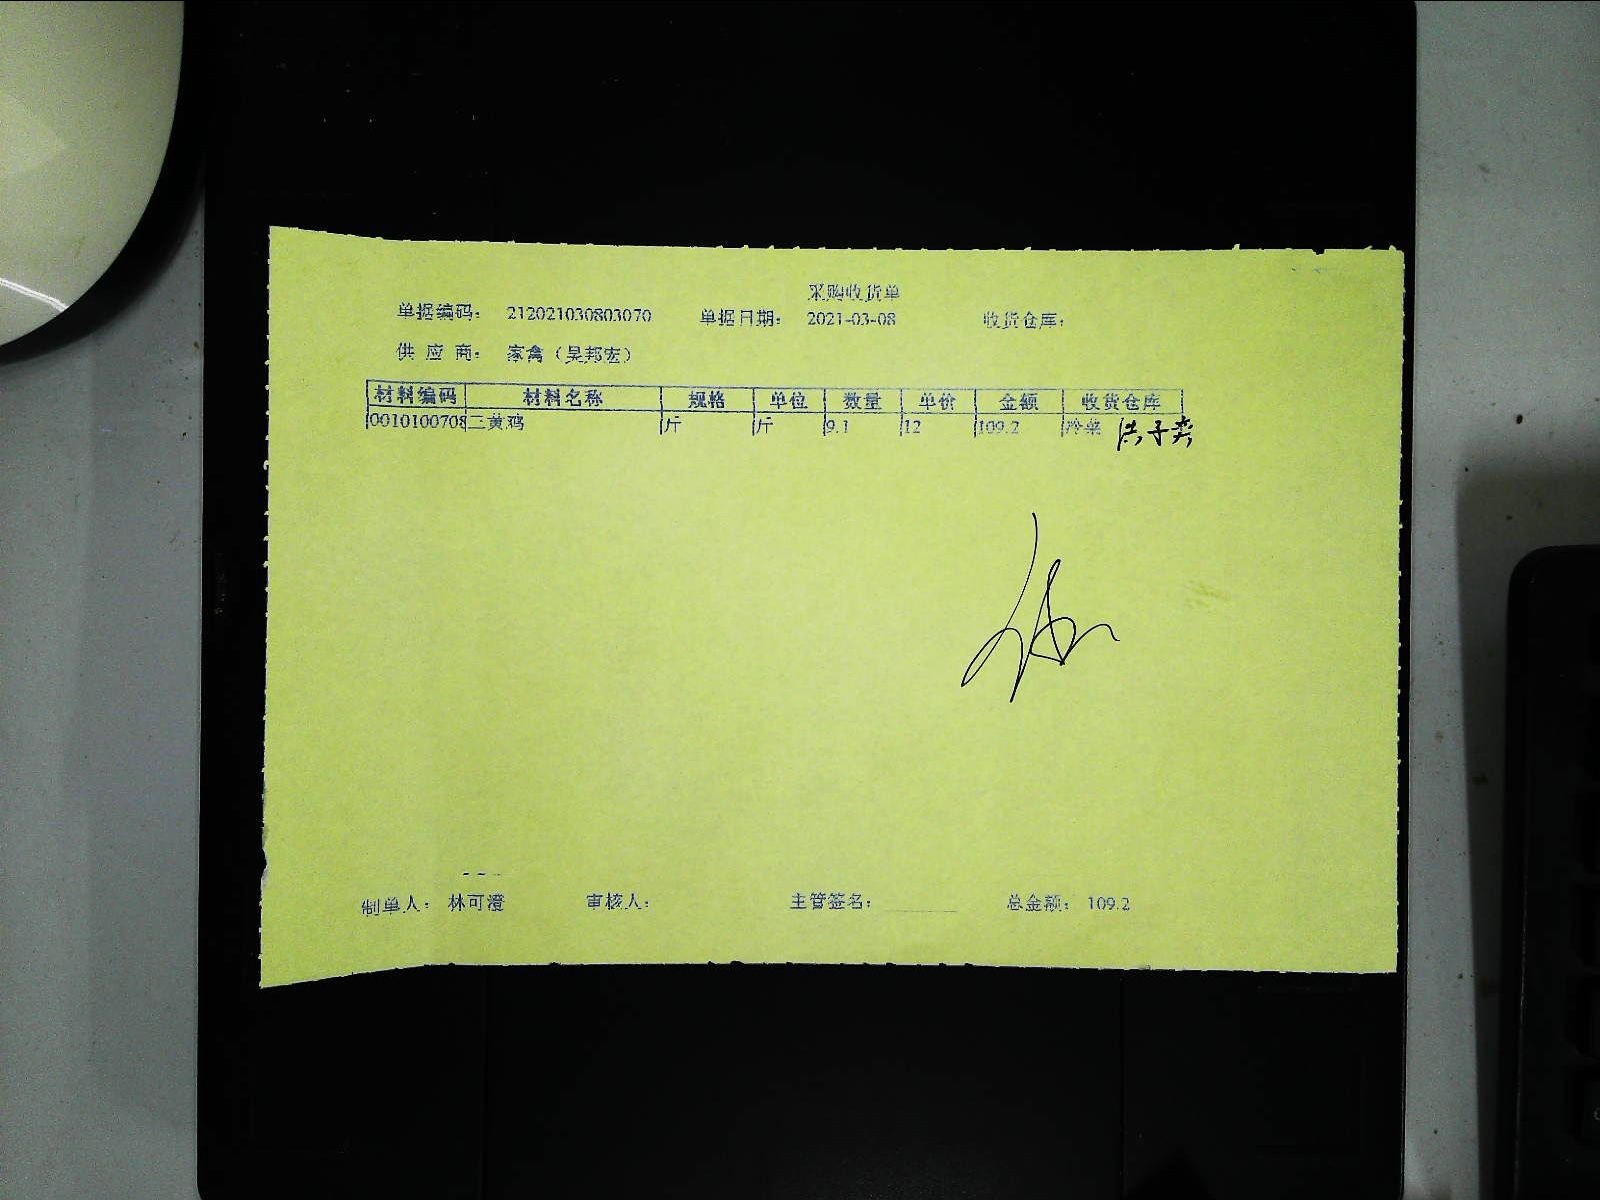 采购收货单
单据编码： 212021030803070 单据日期： 2021-03-08 收货仓库：
供应商： 家禽（吴邦宏）
材料编码 材料名称 规格 单位 数量 单价 金额 收货仓库
0010100708 二黄鸡 斤 斤 9.1 12 109.2 冷菜
制单人： 林可澄 审核人： 主管签名： 总金额： 109.2